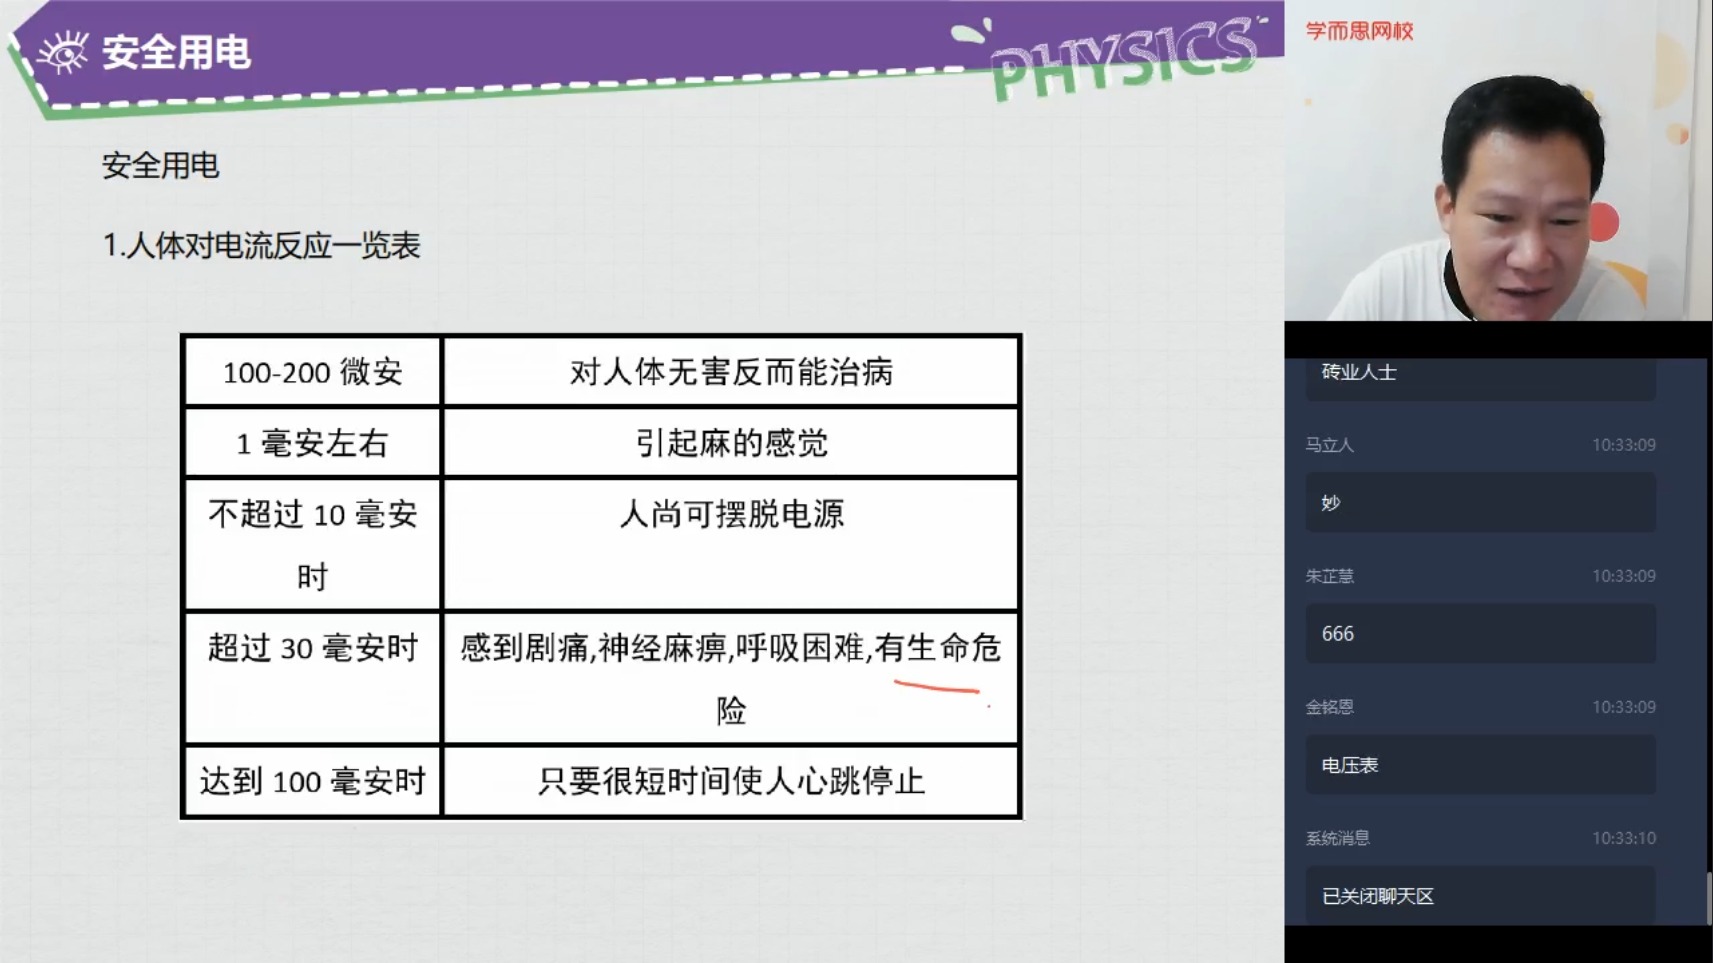 安全用电
PHYSICS
安全用电
1.人体对电流反应一览表
100-200 微安
对人体无害反而能治病
1 毫安左右
引起麻的感觉
不超过 10 毫安
时
人尚可摆脱电源
超过 30 毫安时
感到剧痛,神经麻痹,呼吸困难,有生命危
险
达到 100 毫安时
只要很短时间使人心跳停止
学而思网校
砖业人士
马立人 10:33:09
妙
朱芷慧 10:33:09
666
金铭恩 10:33:09
电压表
系统消息 10:33:10
已关闭聊天区